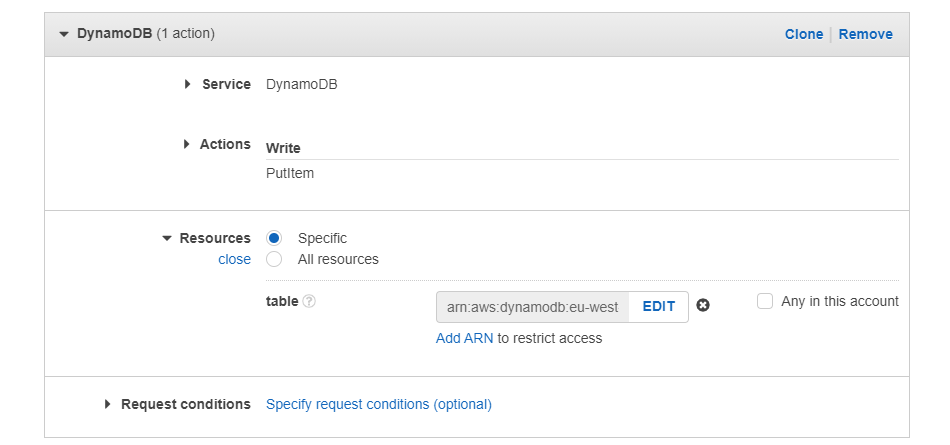 DynamoDB (1 action) Clone | Remove
Service DynamoDB
Actions Write
PutItem
Resources Specific
close All resources
table ? arn:aws:dynamodb:eu-west EDIT Any in this account
Add ARN to restrict access
Request conditions Specify request conditions (optional)